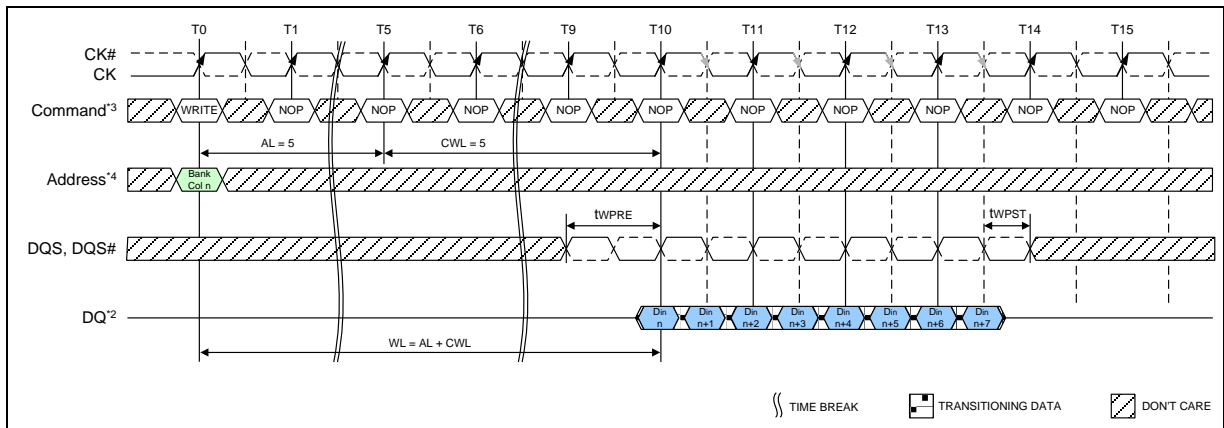 T0 T1 T5 T6 T9 T10 T11 T12 T13 T14 T15
CK#
CK
Command*3 WRITE NOP NOP NOP NOP NOP NOP NOP NOP NOP NOP
AL = 5 CWL = 5
Address*4 Bank
Col n
tWPRE tWPST
DQS, DQS#
DQ*2 Din Din Din Din Din Din Din Din
n n+1 n+2 n+3 n+4 n+5 n+6 n+7
WL = AL + CWL
TIME BREAK TRANSITIONING DATA DON'T CARE